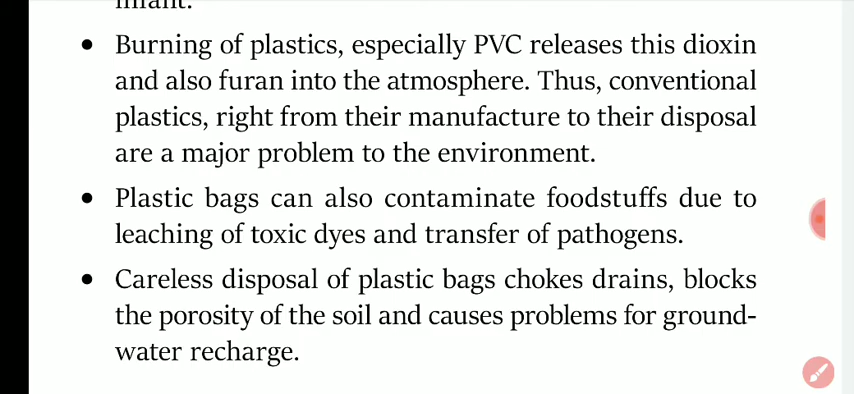 • Burning of plastics, especially PVC releases this dioxin
and also furan into the atmosphere. Thus, conventional
plastics, right from their manufacture to their disposal
are a major problem to the environment.
• Plastic bags can also contaminate foodstuffs due to
leaching of toxic dyes and transfer of pathogens.
• Careless disposal of plastic bags chokes drains, blocks
the porosity of the soil and causes problems for ground-
water recharge.